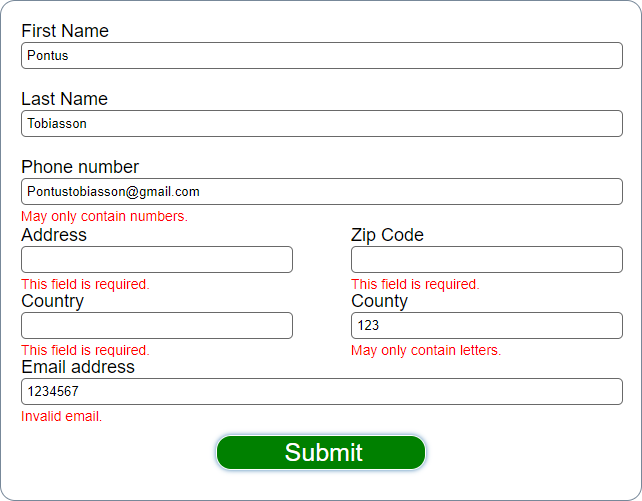 First Name
Pontus
Last Name
Tobiasson
Phone number
Pontustobiasson@gmail.com
May only contain numbers.
Address Zip Code
This field is required. This field is required.
Country County
123
This field is required. May only contain letters.
Email address
1234567
Invalid email.
Submit